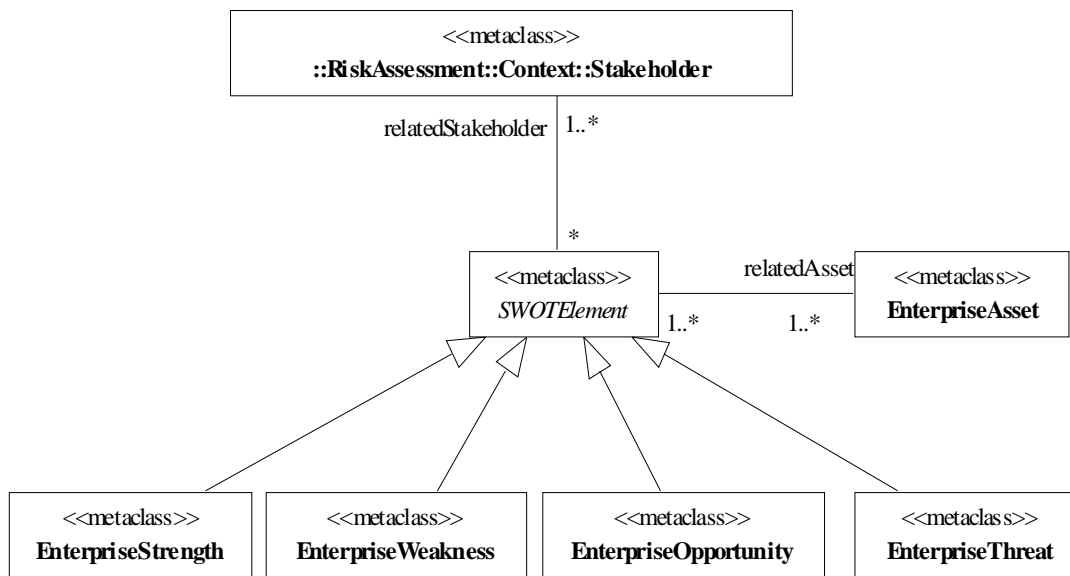 <<metaclass>>
::RiskAssessment::Context::Stakeholder
relatedStakeholder 1..*
*
<<metaclass>>
SWOTElement
relatedAsset
1..* 1..*
<<metaclass>>
EnterpriseAsset
<<metaclass>>
EnterpriseStrength
<<metaclass>>
EnterpriseWeakness
<<metaclass>>
EnterpriseOpportunity
<<metaclass>>
EnterpriseThreat